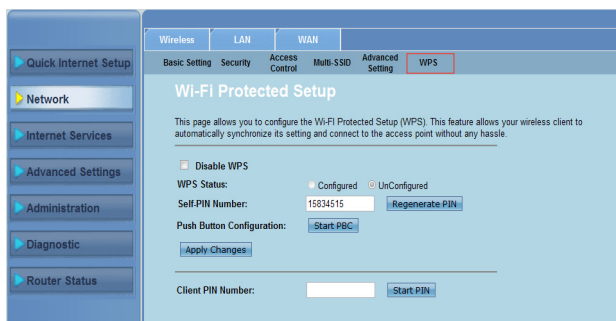 Wireless LAN WAN
Basic Setting Security Access Control Multi-SSID Advanced Setting WPS
Quick Internet Setup
Network
Internet Services
Advanced Settings
Administration
Diagnostic
Router Status
Wi-Fi Protected Setup
This page allows you to configure the Wi-FI Protected Setup (WPS). This feature allows your wireless client to
automatically synchronize its setting and connect to the access point without any hassle.
Disable WPS
WPS Status: Configured UnConfigured
Self-PIN Number: 15834515 Regenerate PIN
Push Button Configuration: Start PBC
Apply Changes
Client PIN Number: Start PIN